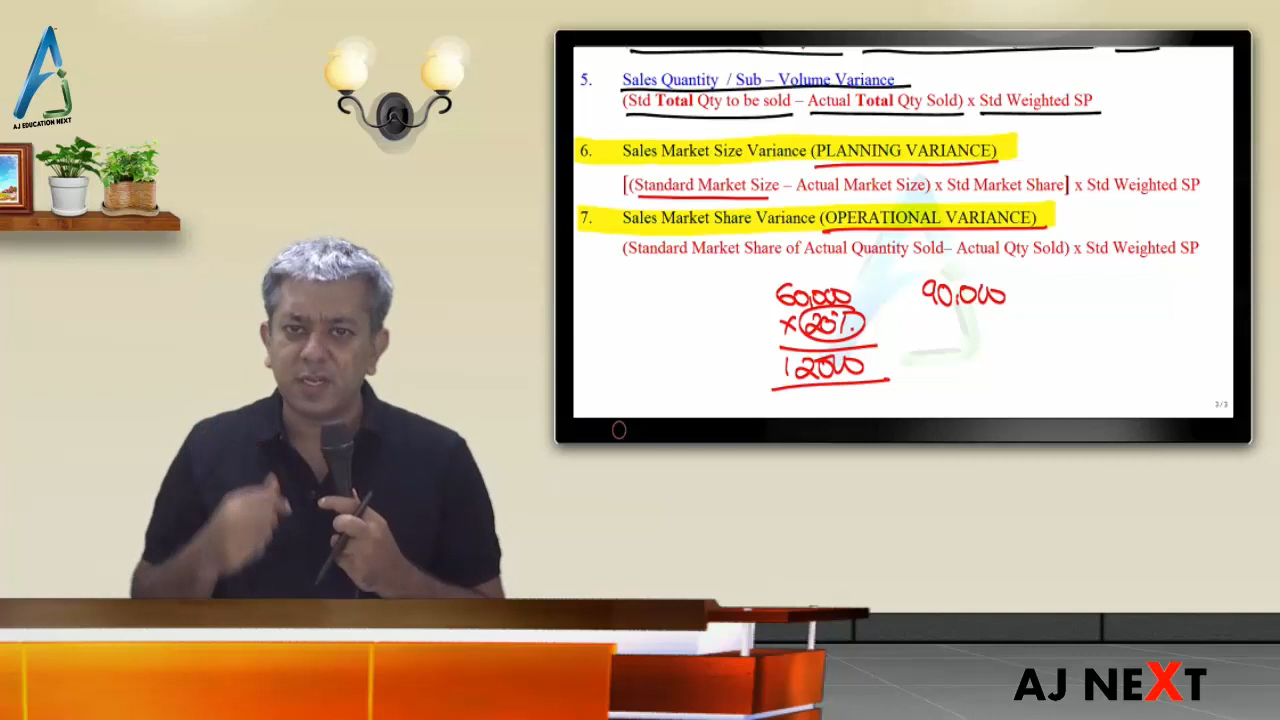 AJ EDUCATION NEXT
5. Sales Quantity / Sub – Volume Variance
(Std Total Qty to be sold – Actual Total Qty Sold) x Std Weighted SP
6. Sales Market Size Variance (PLANNING VARIANCE)
[(Standard Market Size – Actual Market Size) x Std Market Share] x Std Weighted SP
7. Sales Market Share Variance (OPERATIONAL VARIANCE)
(Standard Market Share of Actual Quantity Sold– Actual Qty Sold) x Std Weighted SP
60,000 90,000
x 20%
12000
3/3
AJ NEXT